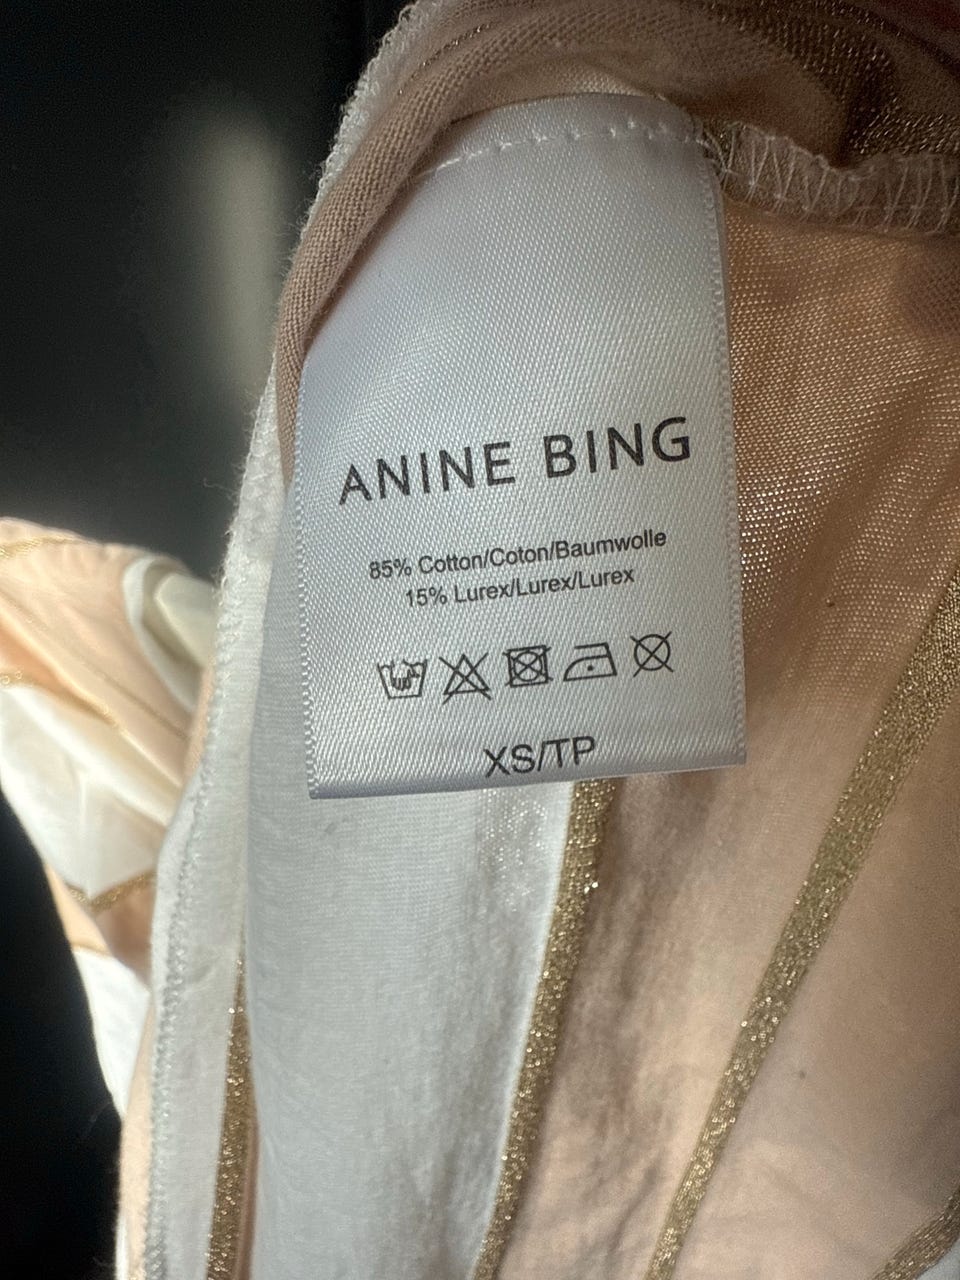 ANINE BING
85% Cotton/Coton/Baumwolle
15% Lurex/Lurex/Lurex
XS/TP